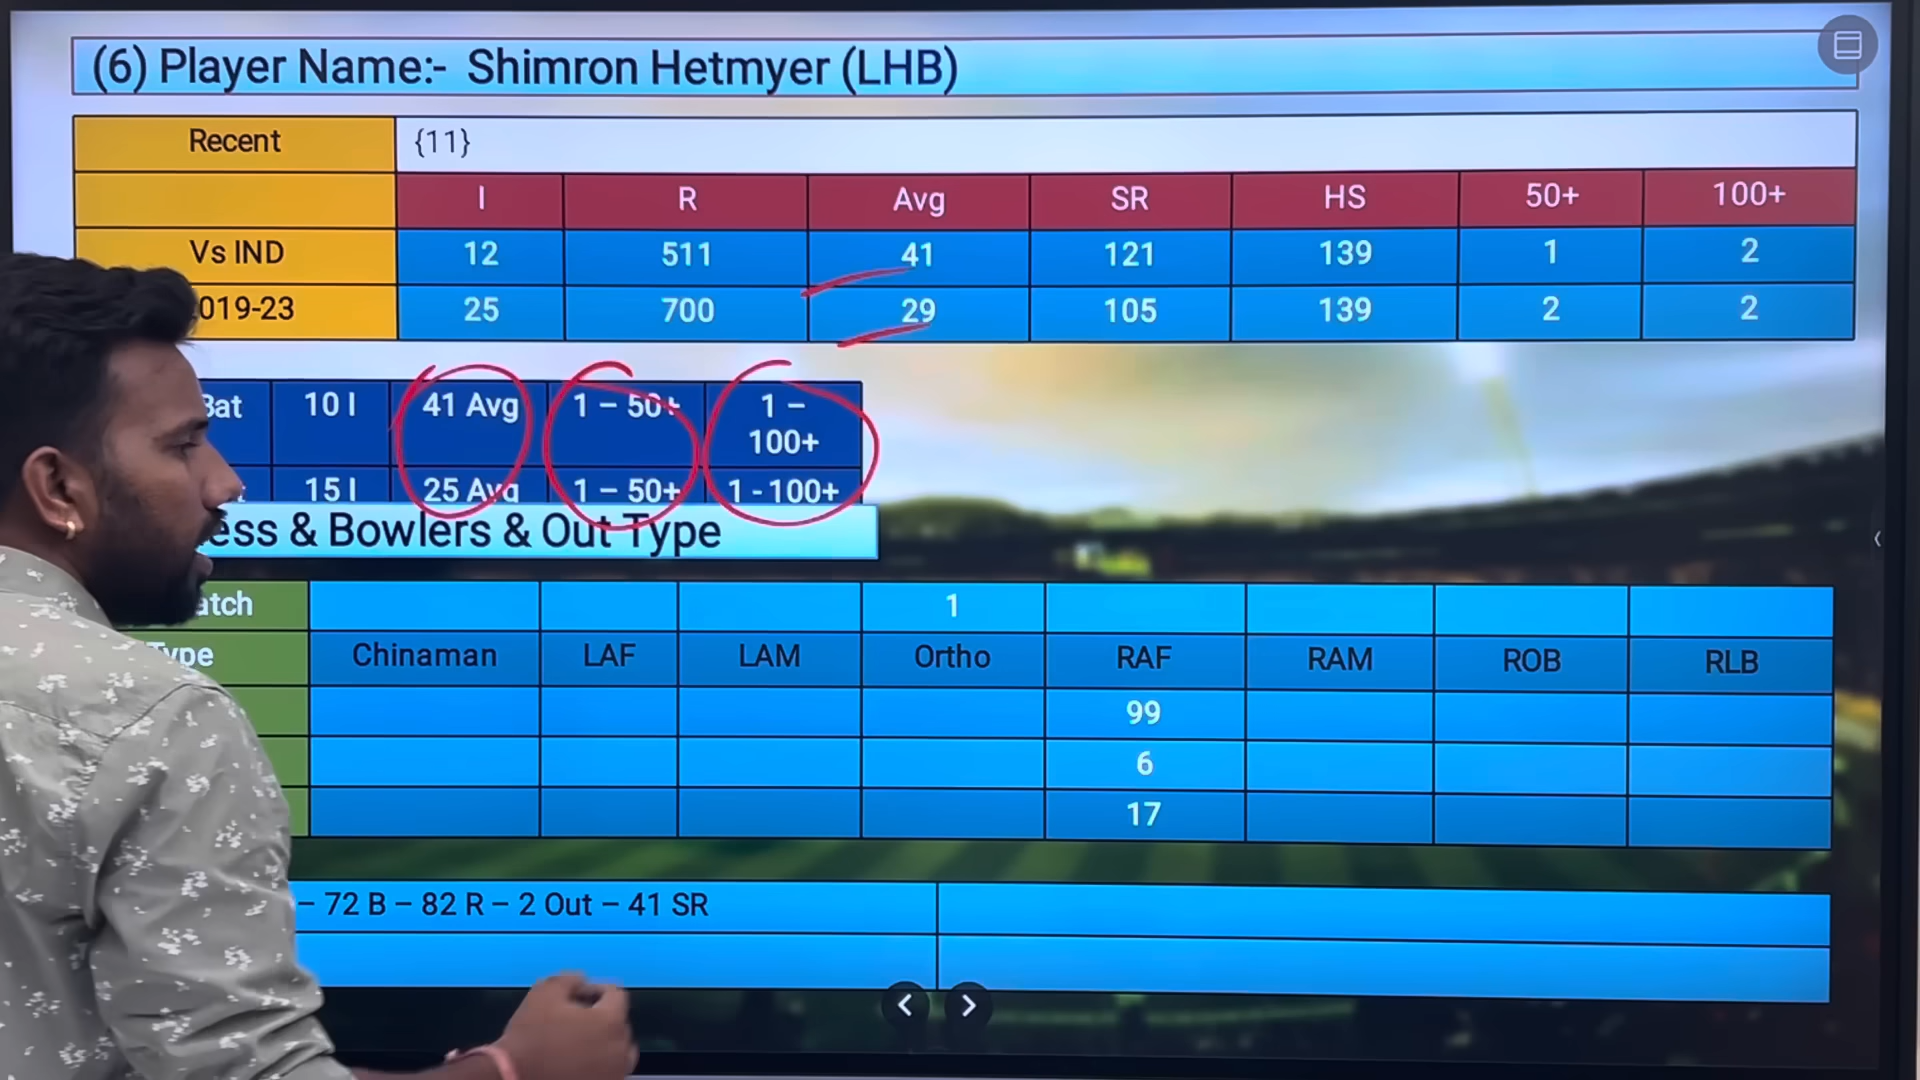 (6) Player Name:- Shimron Hetmyer (LHB)
Recent {11}
I R Avg SR HS 50+ 100+
Vs IND 12 511 41 121 139 1 2
019-23 25 700 29 105 139 2 2
Bat 10 I 41 Avg 1 – 50+ 1 –
100+
15 I 25 Avg 1 – 50+ 1 - 100+
ess & Bowlers & Out Type
atch 1
Type Chinaman LAF LAM Ortho RAF RAM ROB RLB
99
6
17
– 72 B – 82 R – 2 Out – 41 SR